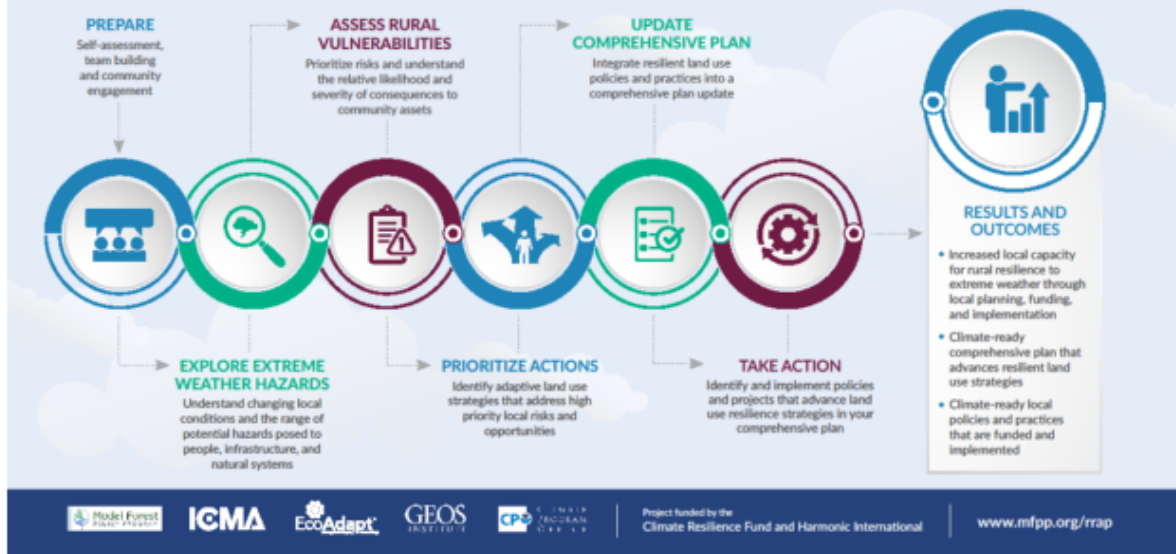 PREPARE
Self-assessment,
team building
and community
engagement
EXPLORE EXTREME
WEATHER HAZARDS
Understand changing local
conditions and the range of
potential hazards posed to
people, infrastructure, and
natural systems
ASSESS RURAL
VULNERABILITIES
Prioritize risks and understand
the relative likelihood and
severity of consequences to
community assets
PRIORITIZE ACTIONS
Identify adaptive land use
strategies that address high
priority local risks and
opportunities
UPDATE
COMPREHENSIVE PLAN
Integrate resilient land use
policies and practices into a
comprehensive plan update
TAKE ACTION
Identify and implement policies
and projects that advance land
use resilience strategies in your
comprehensive plan
RESULTS AND
OUTCOMES
• Increased local capacity
for rural resilience to
extreme weather through
local planning, funding,
and implementation
• Climate-ready
comprehensive plan that
advances resilient land
use strategies
• Climate-ready local
policies and practices
that are funded and
implemented
Model Forest
ICMA
EcoAdapt
GEOS
INSTITUTE
CPO
Project funded by the
Climate Resilience Fund and Harmonic International
www.mfpp.org/rrap